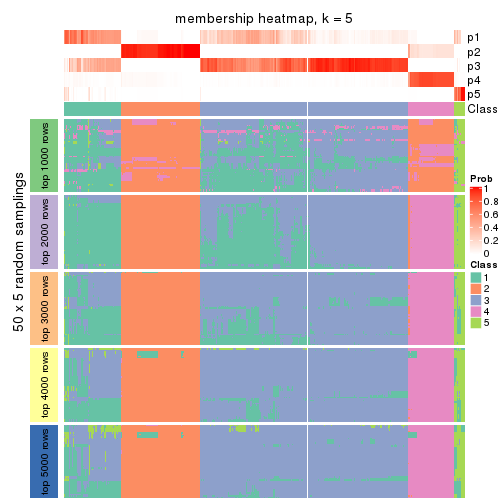 membership heatmap, k = 5
p1
p2
p3
p4
p5
Class
50 x 5 random samplings
top 1000 rows
top 2000 rows
top 3000 rows
top 4000 rows
top 5000 rows
Prob
1
0.8
0.6
0.4
0.2
0
Class
1
2
3
4
5